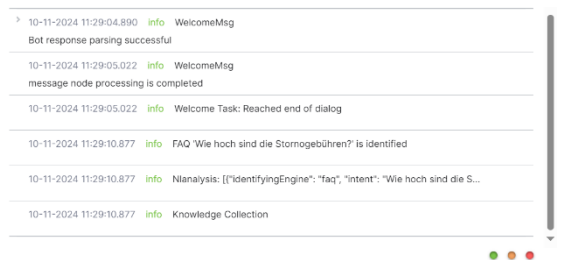 10-11-2024 11:29:04.890 info WelcomeMsg
Bot response parsing successful
10-11-2024 11:29:05.022 info WelcomeMsg
message node processing is completed
10-11-2024 11:29:05.022 info Welcome Task: Reached end of dialog
10-11-2024 11:29:10.877 info FAQ 'Wie hoch sind die Stornogebühren?' is identified
10-11-2024 11:29:10.877 info NIanalysis: [{"identifyingEngine": "faq", "intent": "Wie hoch sind die S...
10-11-2024 11:29:10.877 info Knowledge Collection